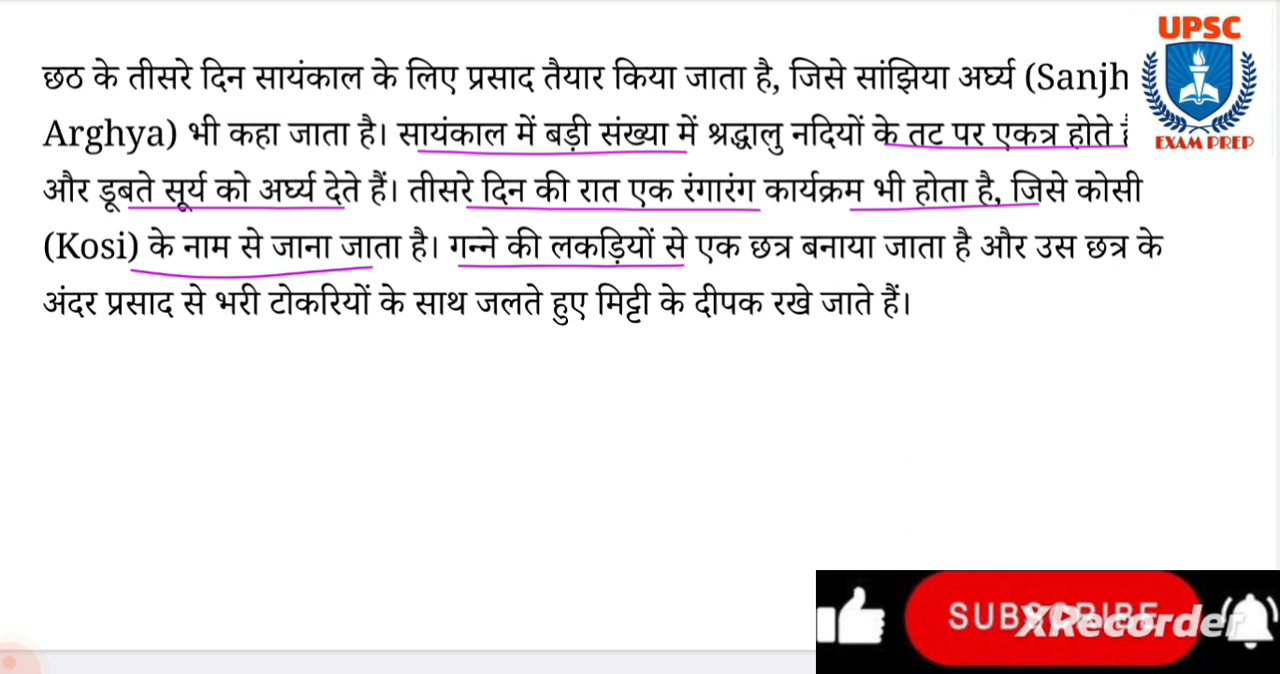 छठ के तीसरे दिन सायंकाल के लिए प्रसाद तैयार किया जाता है, जिसे सांझिया अर्घ्य (Sanjh
Arghya) भी कहा जाता है। सायंकाल में बड़ी संख्या में श्रद्धालु नदियों के तट पर एकत्र होते
और डूबते सूर्य को अर्घ्य देते हैं। तीसरे दिन की रात एक रंगारंग कार्यक्रम भी होता है, जिसे कोसी
(Kosi) के नाम से जाना जाता है। गन्ने की लकड़ियों से एक छत्र बनाया जाता है और उस छत्र के
अंदर प्रसाद से भरी टोकरियों के साथ जलते हुए मिट्टी के दीपक रखे जाते हैं।
UPSC
EXAM PREP
SUBSCRIBE
XRecorder